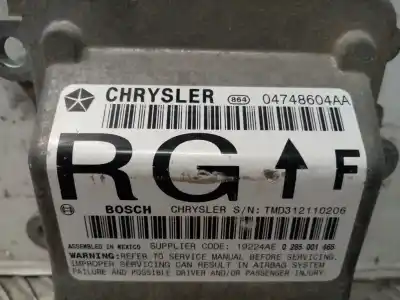 CHRYSLER 864 04748604AA
RG F
BOSCH CHRYSLER S/N: TMD312110206
ASSEMBLED IN MEXICO SUPPLIER CODE: 19224AE 0 285 001 465
WARNING: REFER TO SERVICE MANUAL BEFORE SERVICING.
IMPROPER SERVICING CAN RESULT IN AIRBAG SYSTEM
FAILURE AND POSSIBLE DRIVER AND/OR PASSENGER INJURY.